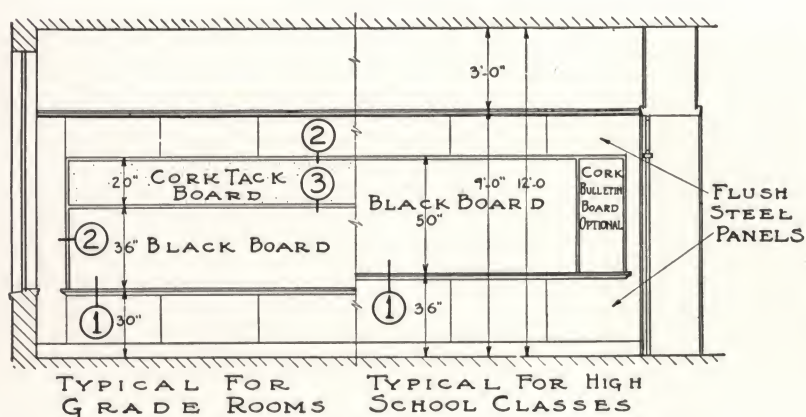 3'-0"
②
20"
CORK TACK
BOARD
③
②
36"
BLACK BOARD
①
30"
BLACK BOARD
50"
9'-0"
12'-0
CORK
BULLETIN
BOARD
OPTIONAL
①
36"
FLUSH
STEEL
PANELS
TYPICAL FOR
GRADE ROOMS
TYPICAL FOR HIGH
SCHOOL CLASSES